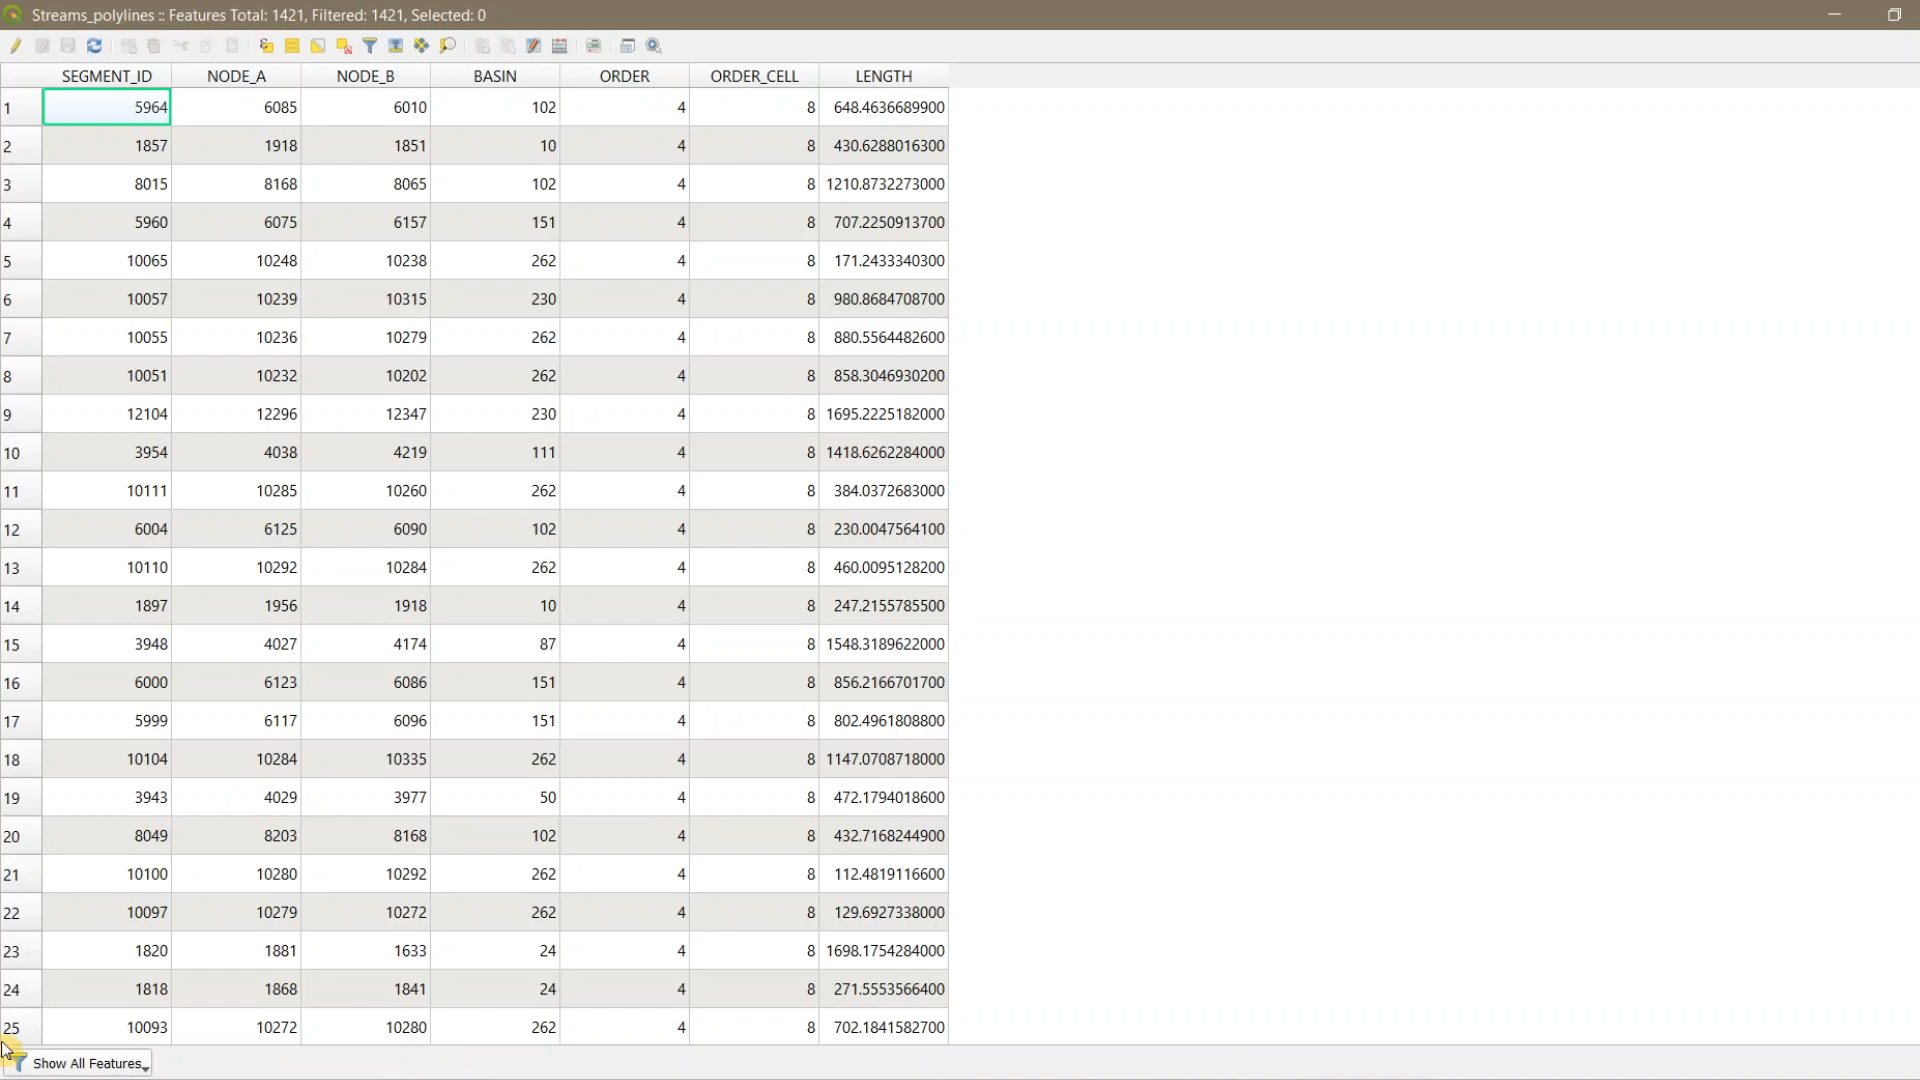 Streams_polylines :: Features Total: 1421, Filtered: 1421, Selected: 0
SEGMENT_ID NODE_A NODE_B BASIN ORDER ORDER_CELL LENGTH
1 5964 6085 6010 102 4 8 648.4636689900
2 1857 1918 1851 10 4 8 430.6288016300
3 8015 8168 8065 102 4 8 1210.8732273000
4 5960 6075 6157 151 4 8 707.2250913700
5 10065 10248 10238 262 4 8 171.2433340300
6 10057 10239 10315 230 4 8 980.8684708700
7 10055 10236 10279 262 4 8 880.5564482600
8 10051 10232 10202 262 4 8 858.3046930200
9 12104 12296 12347 230 4 8 1695.2225182000
10 3954 4038 4219 111 4 8 1418.6262284000
11 10111 10285 10260 262 4 8 384.0372683000
12 6004 6125 6090 102 4 8 230.0047564100
13 10110 10292 10284 262 4 8 460.0095128200
14 1897 1956 1918 10 4 8 247.2155785500
15 3948 4027 4174 87 4 8 1548.3189622000
16 6000 6123 6086 151 4 8 856.2166701700
17 5999 6117 6096 151 4 8 802.4961808800
18 10104 10284 10335 262 4 8 1147.0708718000
19 3943 4029 3977 50 4 8 472.1794018600
20 8049 8203 8168 102 4 8 432.7168244900
21 10100 10280 10292 262 4 8 112.4819116600
22 10097 10279 10272 262 4 8 129.6927338000
23 1820 1881 1633 24 4 8 1698.1754284000
24 1818 1868 1841 24 4 8 271.5553566400
25 10093 10272 10280 262 4 8 702.1841582700
Show All Features